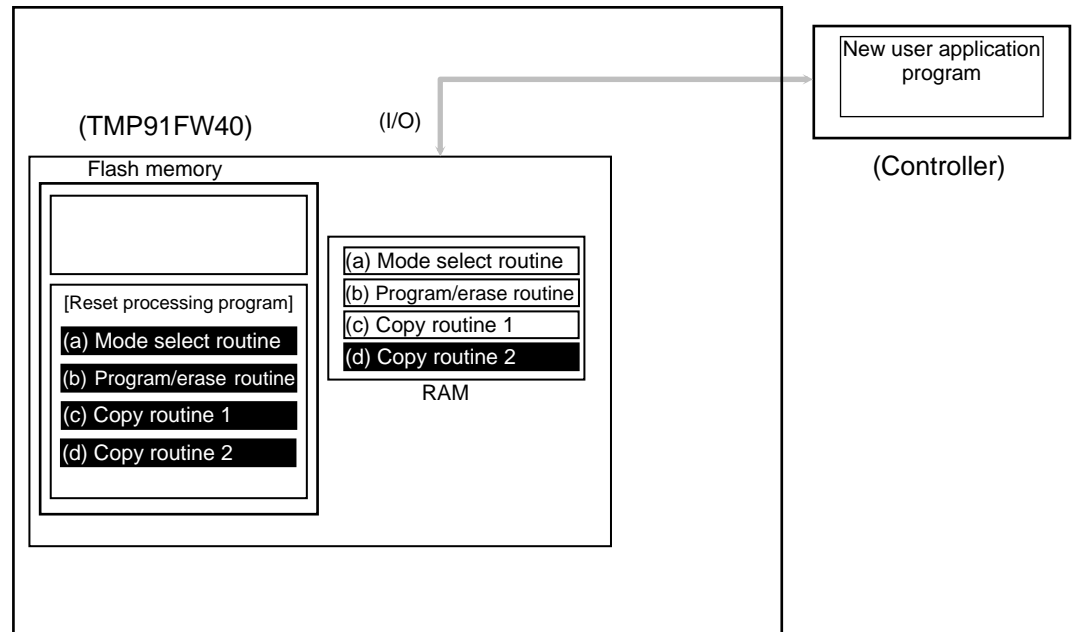 New user application
program
(Controller)
(TMP91FW40)
(I/O)
Flash memory
[Reset processing program]
(a) Mode select routine
(b) Program/erase routine
(c) Copy routine 1
(d) Copy routine 2
(a) Mode select routine
(b) Program/erase routine
(c) Copy routine 1
(d) Copy routine 2
RAM